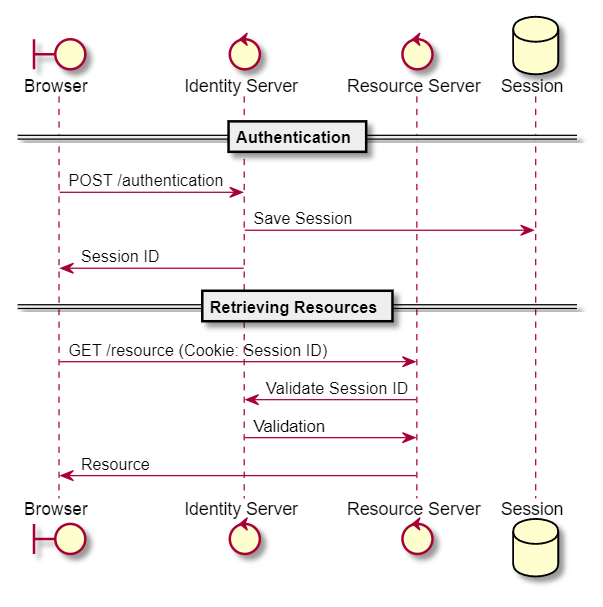 Browser Identity Server Resource Server Session
Authentication
POST /authentication
Save Session
Session ID
Retrieving Resources
GET /resource (Cookie: Session ID)
Validate Session ID
Validation
Resource
Browser Identity Server Resource Server Session